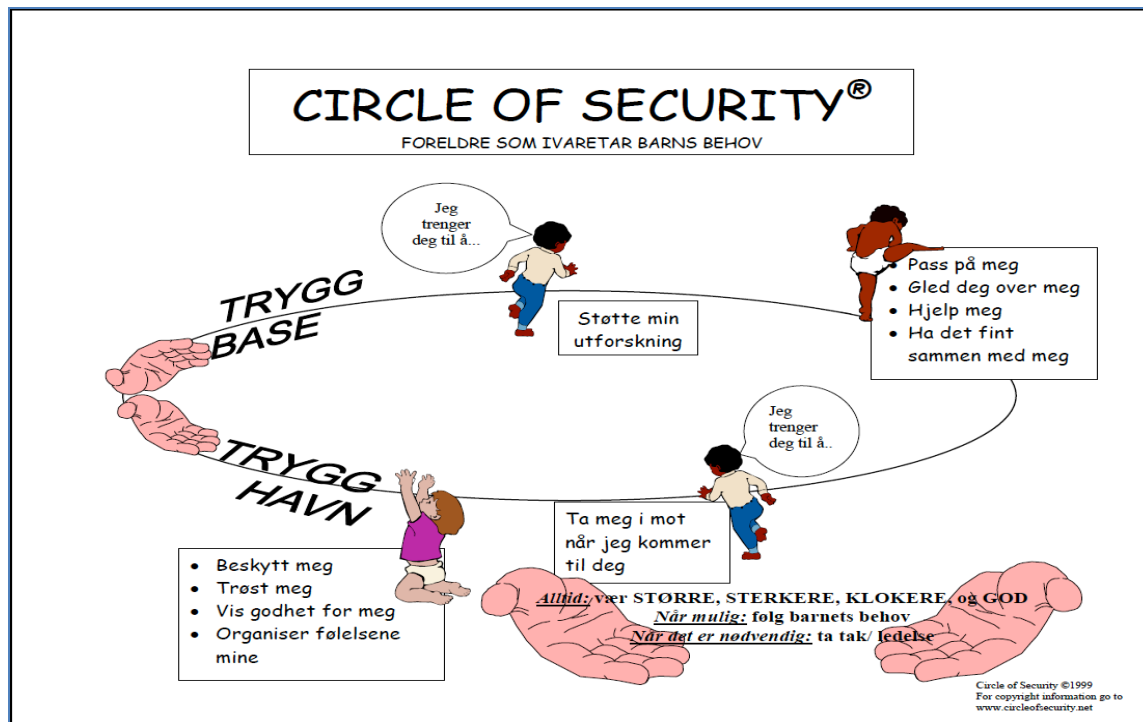 CIRCLE OF SECURITY®
FORELDRE SOM IVARETAR BARNS BEHOV
Jeg
trenger
deg til å...
TRYGG
BASE
Støtte min
utforskning
• Pass på meg
• Gled deg over meg
• Hjelp meg
• Ha det fint
sammen med meg
Jeg
trenger
deg til å..
TRYGG
HAVN
Ta meg i mot
når jeg kommer
til deg
• Beskytt meg
• Trøst meg
• Vis godhet for meg
• Organiser følelsene
mine
Alltid: vær STØRRE, STERKERE, KLOKERE, og GOD
Når mulig: følg barnets behov
Når det er nødvendig: ta tak/ ledelse
Circle of Security ©1999
For copyright information go to
www.circleofsecurity.net